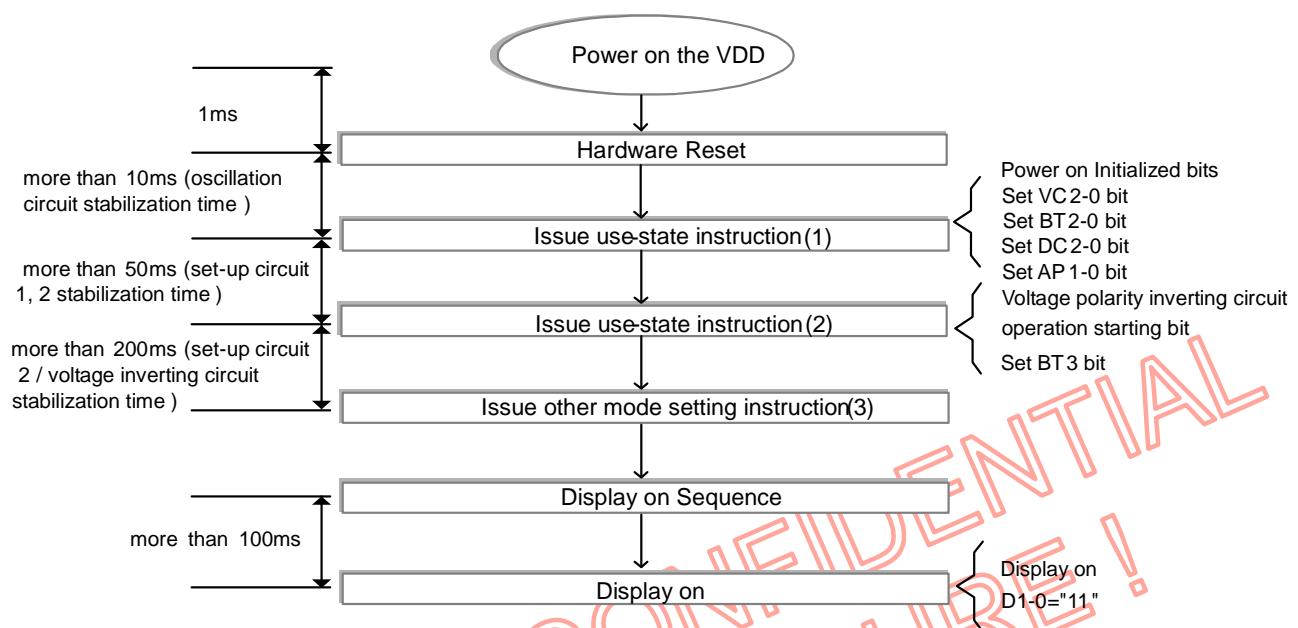 Power on the VDD
1ms
Hardware Reset
more than 10ms (oscillation
circuit stabilization time )
Power on Initialized bits
Set VC2-0 bit
Set BT2-0 bit
Set DC2-0 bit
Set AP1-0 bit
Issue use-state instruction(1)
more than 50ms (set-up circuit
1, 2 stabilization time )
Voltage polarity inverting circuit
operation starting bit
Set BT3 bit
Issue use-state instruction(2)
more than 200ms (set-up circuit
2 / voltage inverting circuit
stabilization time )
Issue other mode setting instruction(3)
Display on Sequence
more than 100ms
Display on
Display on
D1-0="11"
CONFIDENTIAL